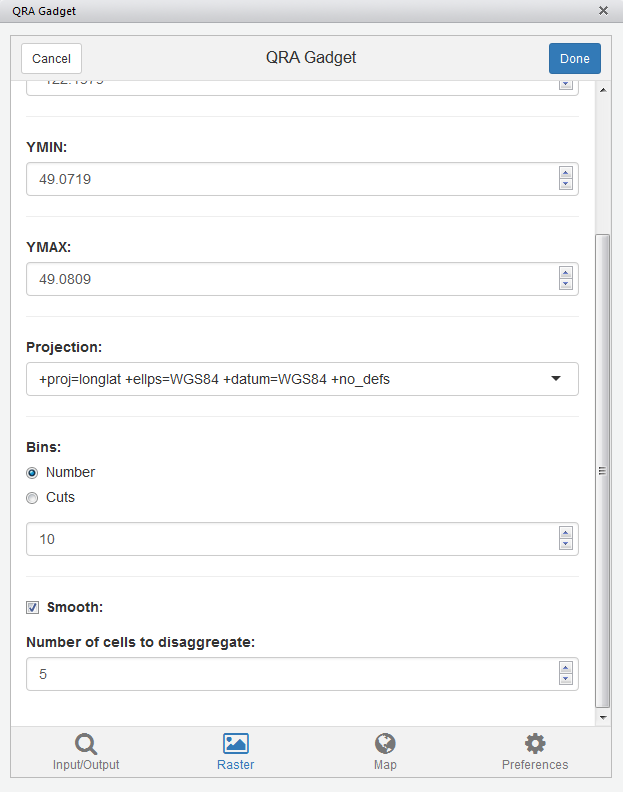 QRA Gadget
Cancel
QRA Gadget
Done
YMIN:
49.0719
YMAX:
49.0809
Projection:
+proj=longlat +ellps=WGS84 +datum=WGS84 +no_defs
Bins:
Number
Cuts
10
Smooth:
Number of cells to disaggregate:
5
Input/Output
Raster
Map
Preferences